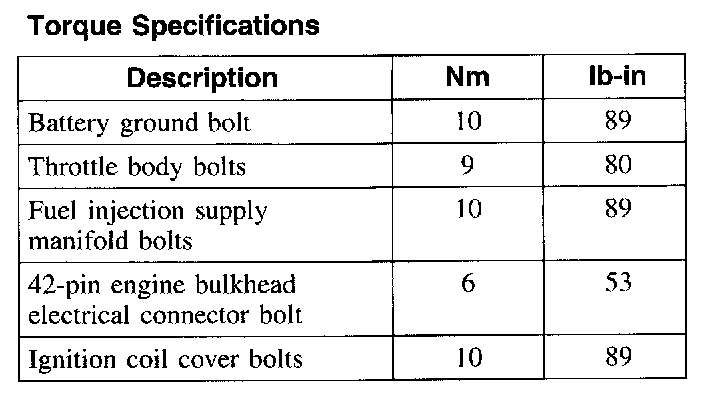 Torque Specifications
Description Nm lb-in
Battery ground bolt 10 89
Throttle body bolts 9 80
Fuel injection supply 10 89
manifold bolts
42-pin engine bulkhead 6 53
electrical connector bolt
Ignition coil cover bolts 10 89